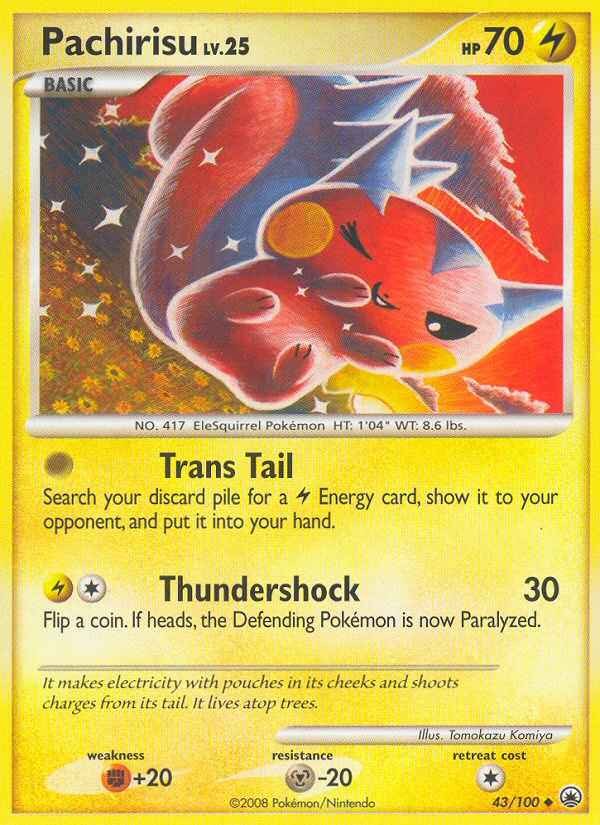 Pachirisu LV.25 HP 70
BASIC
NO. 417 EleSquirrel Pokémon HT: 1'04" WT: 8.6 lbs.
Trans Tail
Search your discard pile for a Energy card, show it to your
opponent, and put it into your hand.
Thundershock 30
Flip a coin. If heads, the Defending Pokémon is now Paralyzed.
It makes electricity with pouches in its cheeks and shoots
charges from its tail. It lives atop trees.
Illus. Tomokazu Komiya
weakness resistance retreat cost
+20 -20
©2008 Pokémon/Nintendo 43/100